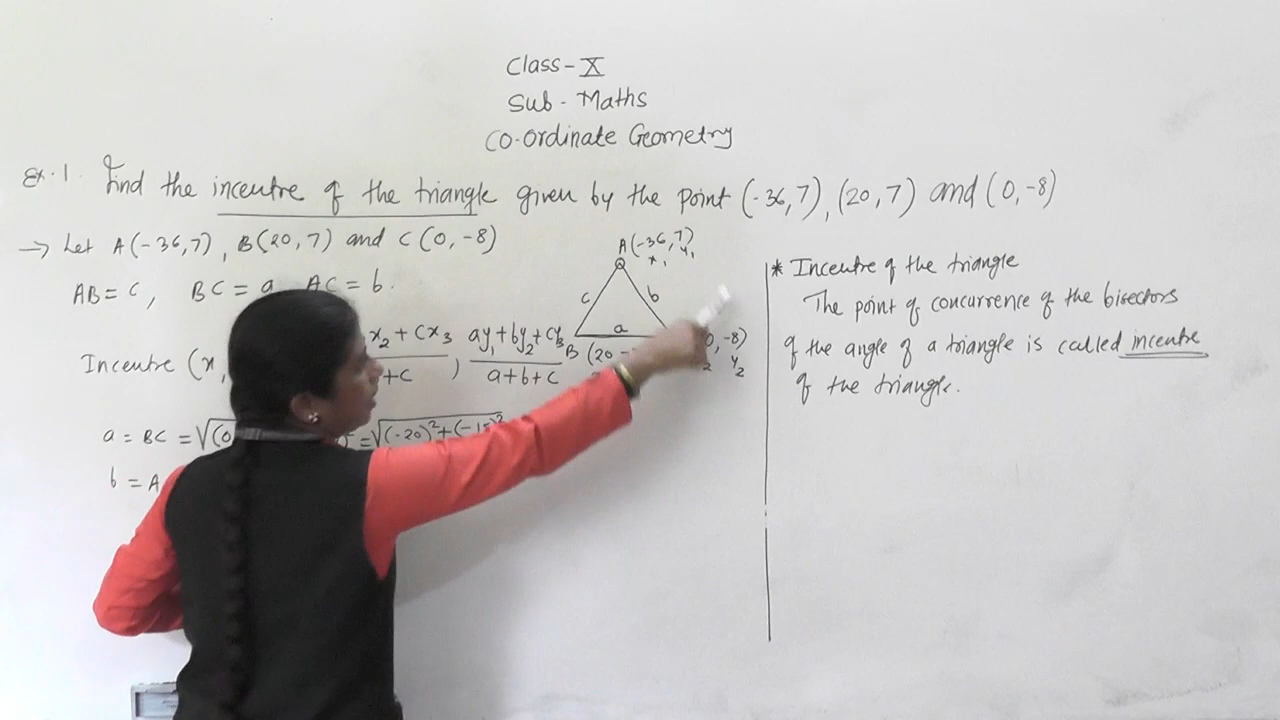 Class-X
Sub- Maths
CO-Ordinate Geometry
Ex.1. Find the incentre of the triangle given by the point (-36,7), (20,7) and (0,-8)
→ Let A(-36,7), B(20,7) and C(0,-8)
AB=c, BC=a AC=b.
Incentre (x, x₂+Cx₃ / +c), ay₁+by₂+cy₃ / a+b+c
a = BC = √(0 = √(-20)²+(-15)²
b = A
A(-36,7)
x₁ y₁
c b
a
B (20 -8)
2 y₂
* Incentre of the triangle
The point of concurrence of the bisectors
of the angle of a triangle is called incentre
of the triangle.